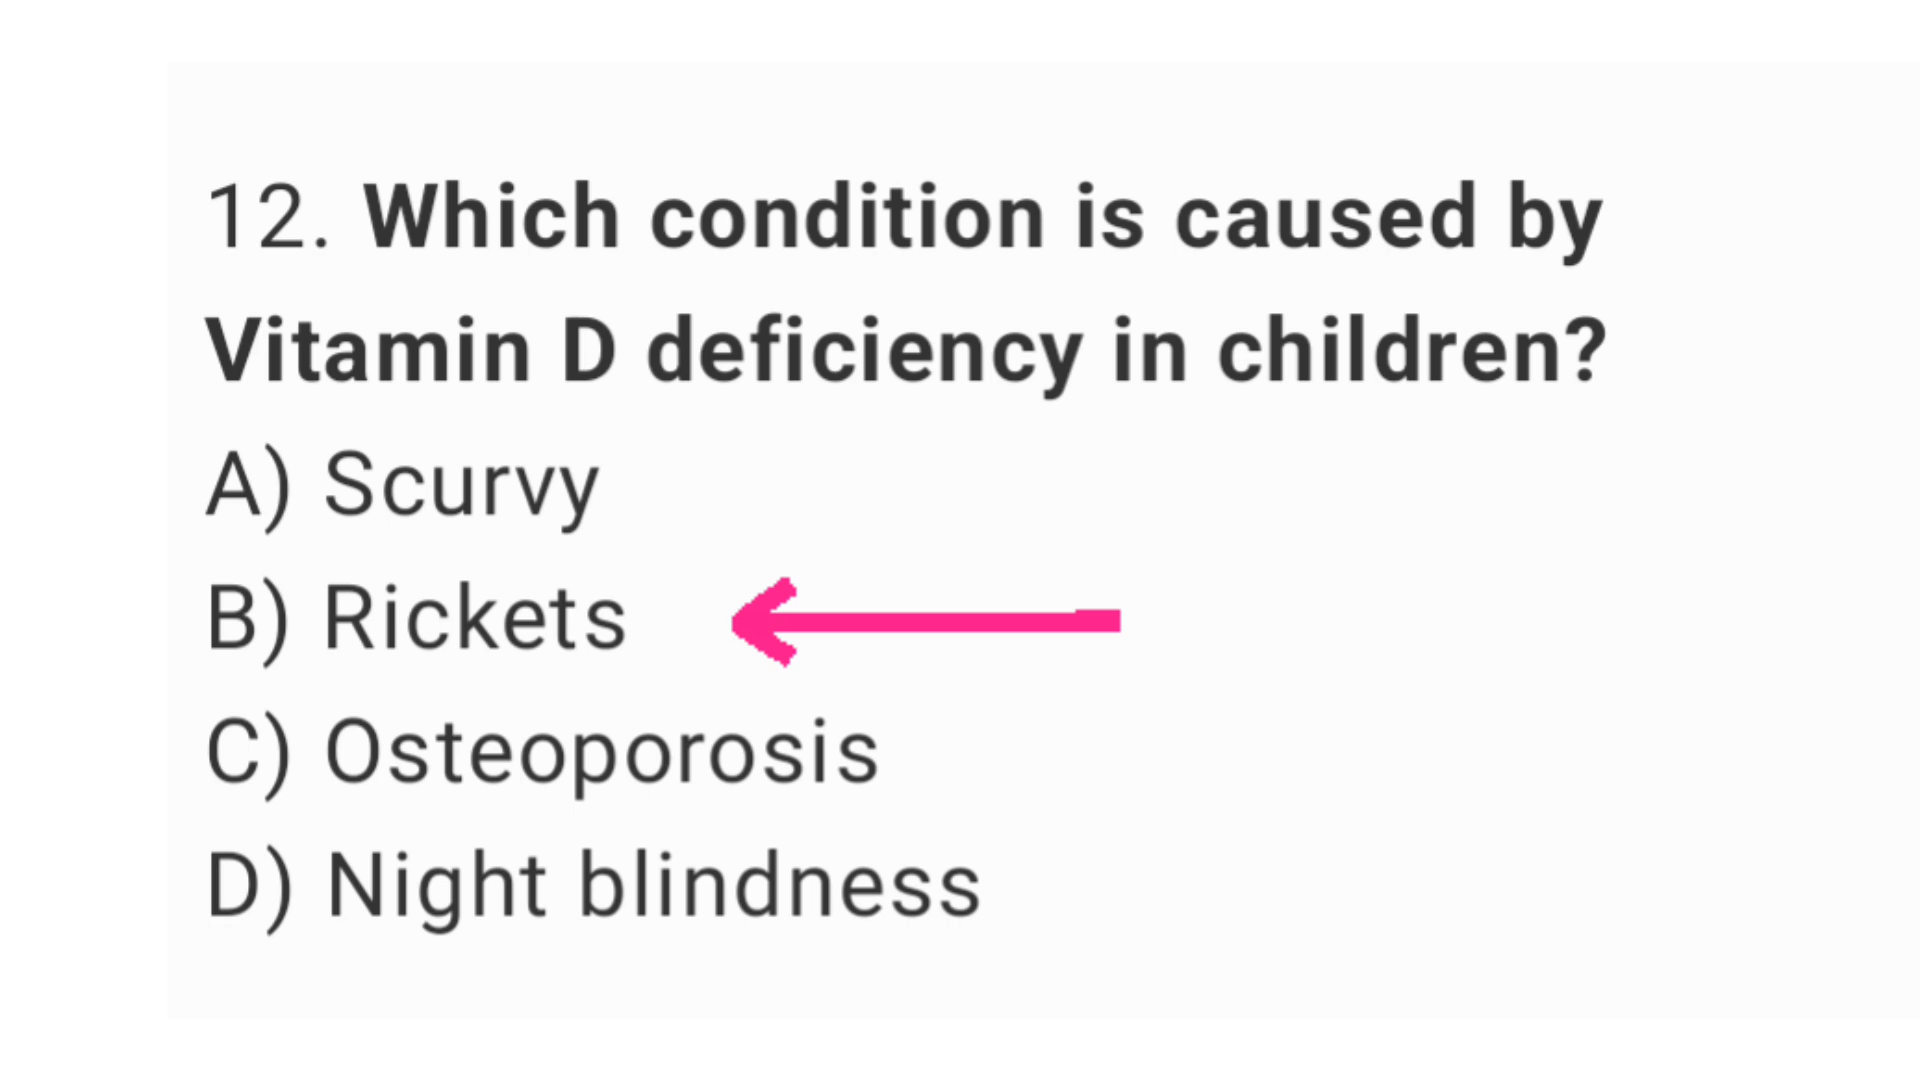 12. Which condition is caused by
Vitamin D deficiency in children?
A) Scurvy
B) Rickets
C) Osteoporosis
D) Night blindness